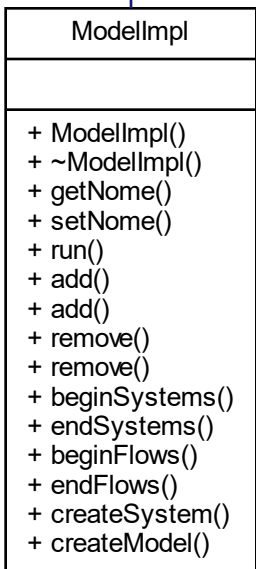 ModelImpl
+ ModelImpl()
+ ~ModelImpl()
+ getNome()
+ setNome()
+ run()
+ add()
+ add()
+ remove()
+ remove()
+ beginSystems()
+ endSystems()
+ beginFlows()
+ endFlows()
+ createSystem()
+ createModel()